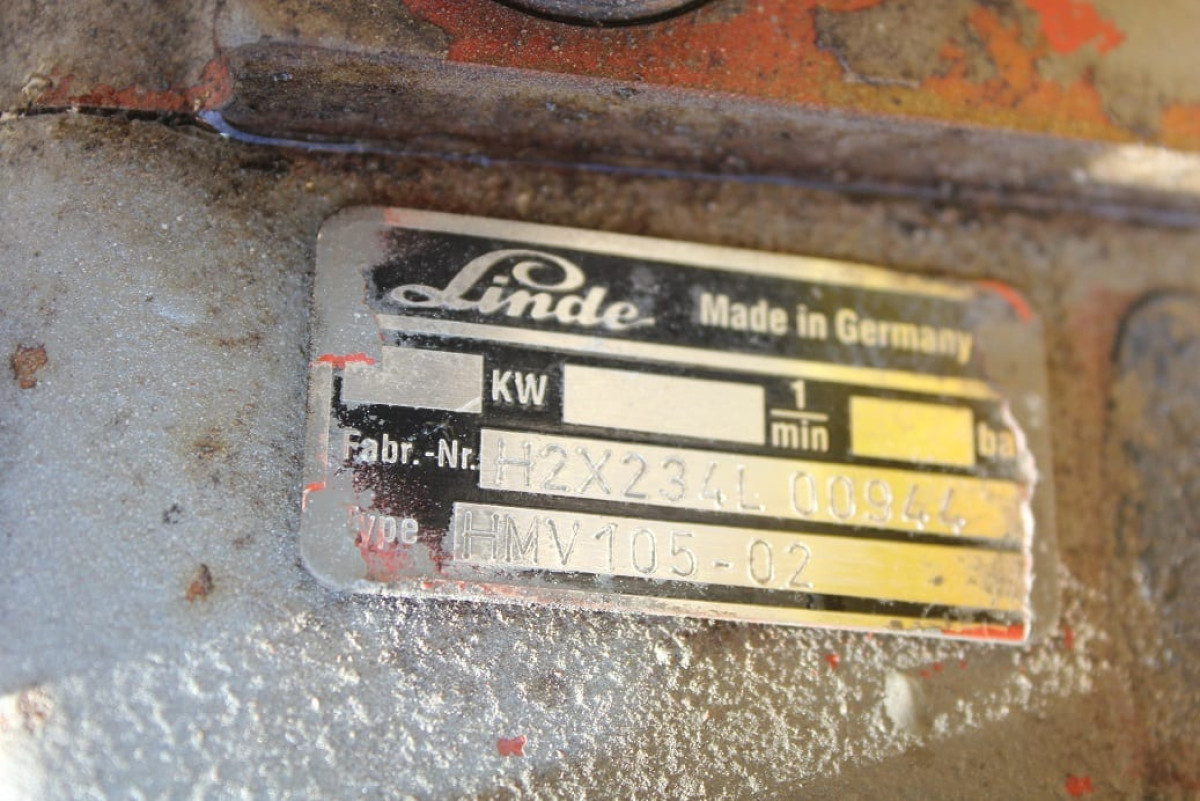 Linde Made in Germany
KW 1/min ba
Fabr.-Nr. H2X234L 00944
Type HMV105-02